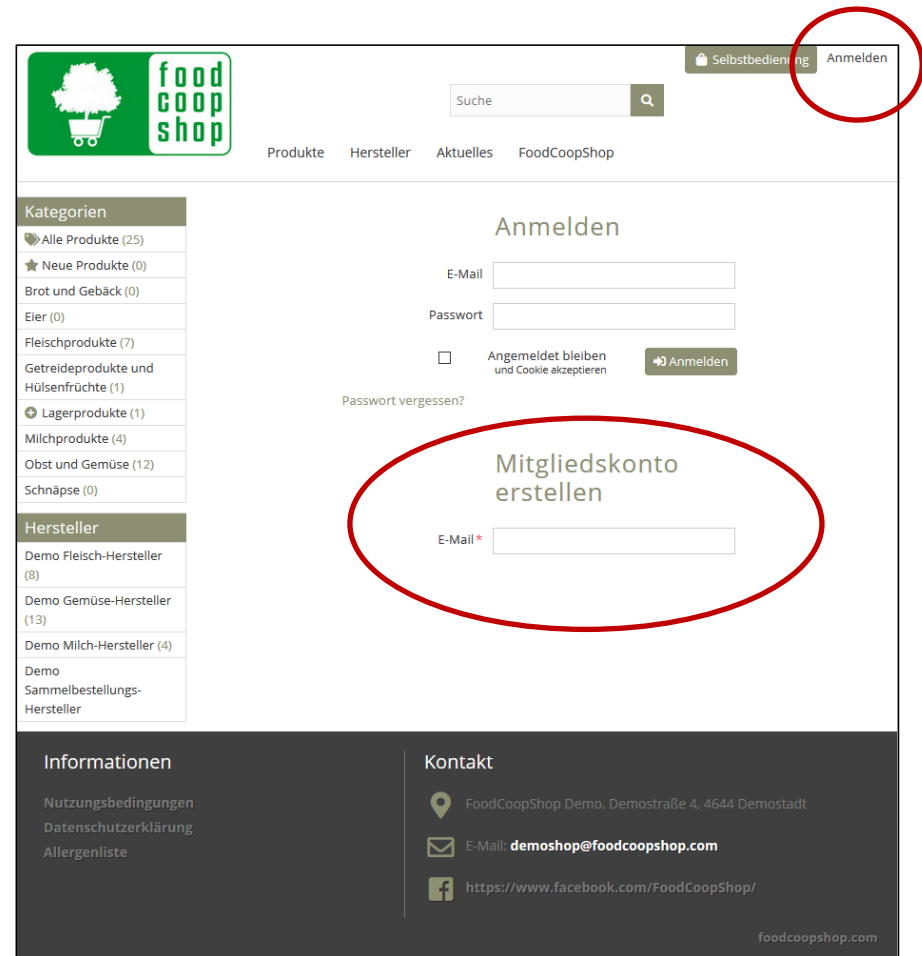 food
coop
shop
Selbstbedienung
Anmelden
Suche
Produkte Hersteller Aktuelles FoodCoopShop
Kategorien
Alle Produkte (25)
Neue Produkte (0)
Brot und Gebäck (0)
Eier (0)
Fleischprodukte (7)
Getreideprodukte und
Hülsenfrüchte (1)
Lagerprodukte (1)
Milchprodukte (4)
Obst und Gemüse (12)
Schnäpse (0)
Hersteller
Demo Fleisch-Hersteller
(8)
Demo Gemüse-Hersteller
(13)
Demo Milch-Hersteller (4)
Demo
Sammelbestellungs-
Hersteller
Anmelden
E-Mail
Passwort
Angemeldet bleiben
und Cookie akzeptieren
Anmelden
Passwort vergessen?
Mitgliedskonto
erstellen
E-Mail*
Informationen
Nutzungsbedingungen
Datenschutzerklärung
Allergenliste
Kontakt
FoodCoopShop Demo, Demostraße 4, 4644 Demostadt
E-Mail: demoshop@foodcoopshop.com
https://www.facebook.com/FoodCoopShop/
foodcoopshop.com